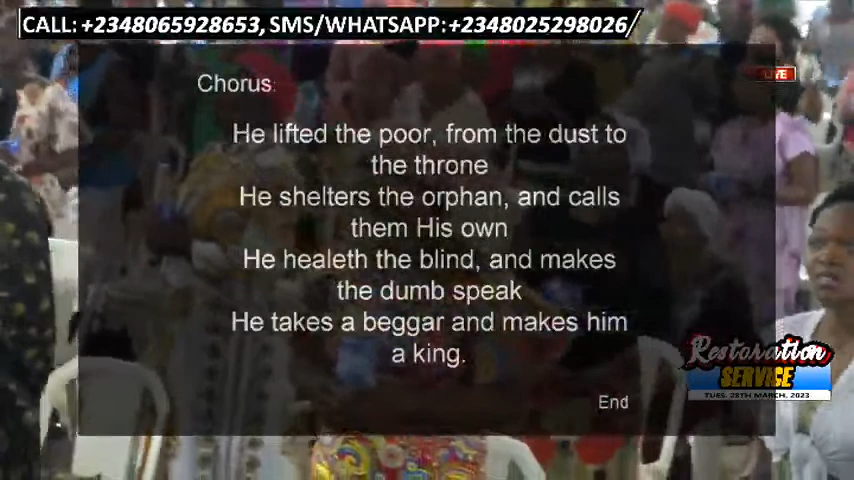 CALL: +2348065928653, SMS/WHATSAPP: +2348025298026/
LIVE
Chorus:
He lifted the poor, from the dust to
the throne
He shelters the orphan, and calls
them His own
He healeth the blind, and makes
the dumb speak
He takes a beggar and makes him
a king.
End
Restoration
SERVICE
TUES. 28TH MARCH, 2023